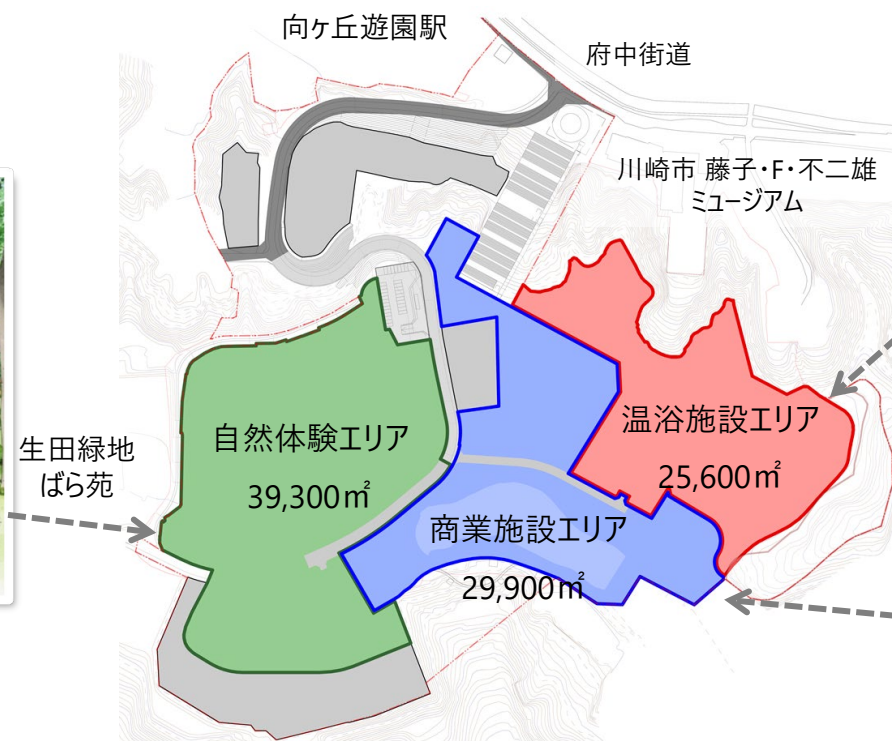 向ヶ丘遊園駅
府中街道
川崎市 藤子・F・不二雄
ミュージアム
自然体験エリア
39,300㎡
温浴施設エリア
25,600㎡
生田緑地
ばら苑
商業施設エリア
29,900㎡